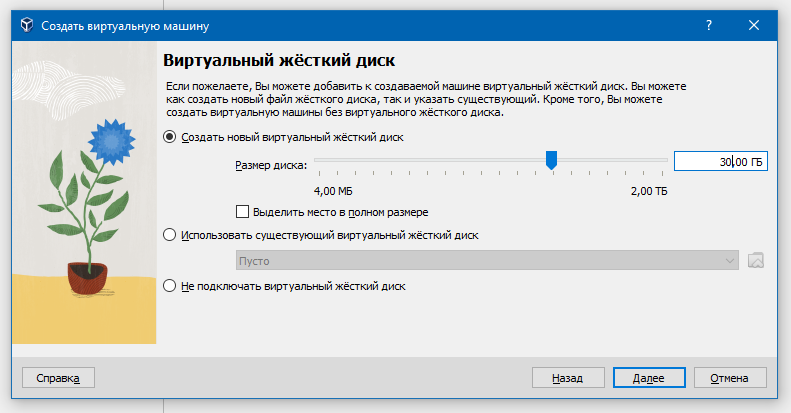 Создать виртуальную машину
?
Виртуальный жёсткий диск
Если пожелаете, Вы можете добавить к создаваемой машине виртуальный жёсткий диск. Вы можете
как создать новый файл жёсткого диска, так и указать существующий. Кроме того, Вы можете
создать виртуальную машины без виртуального жёсткого диска.
Создать новый виртуальный жёсткий диск
Размер диска:
30,00 ГБ
4,00 МБ
2,00 ТБ
Выделить место в полном размере
Использовать существующий виртуальный жёсткий диск
Пусто
Не подключать виртуальный жёсткий диск
Справка
Назад
Далее
Отмена